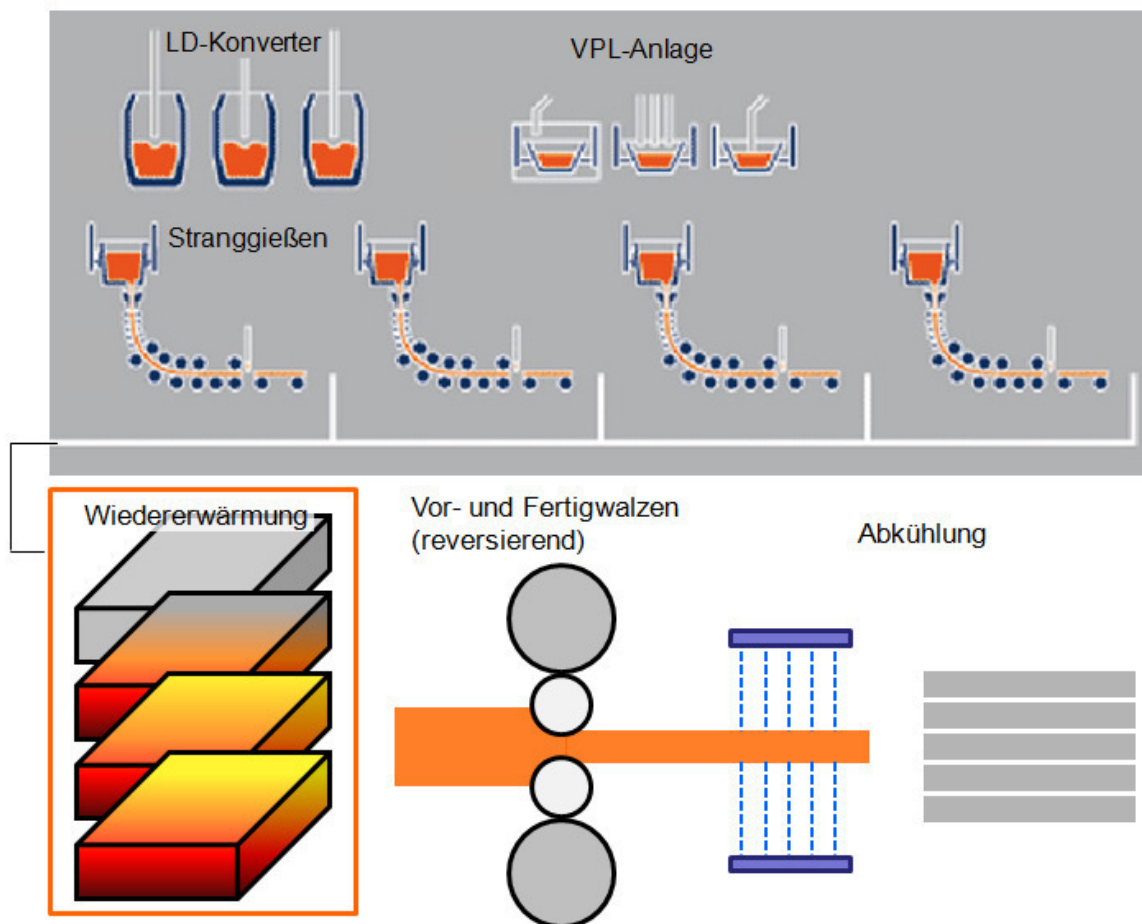 LD-Konverter
VPL-Anlage
Stranggießen
Wiedererwärmung
Vor- und Fertigwalzen
(reversierend)
Abkühlung